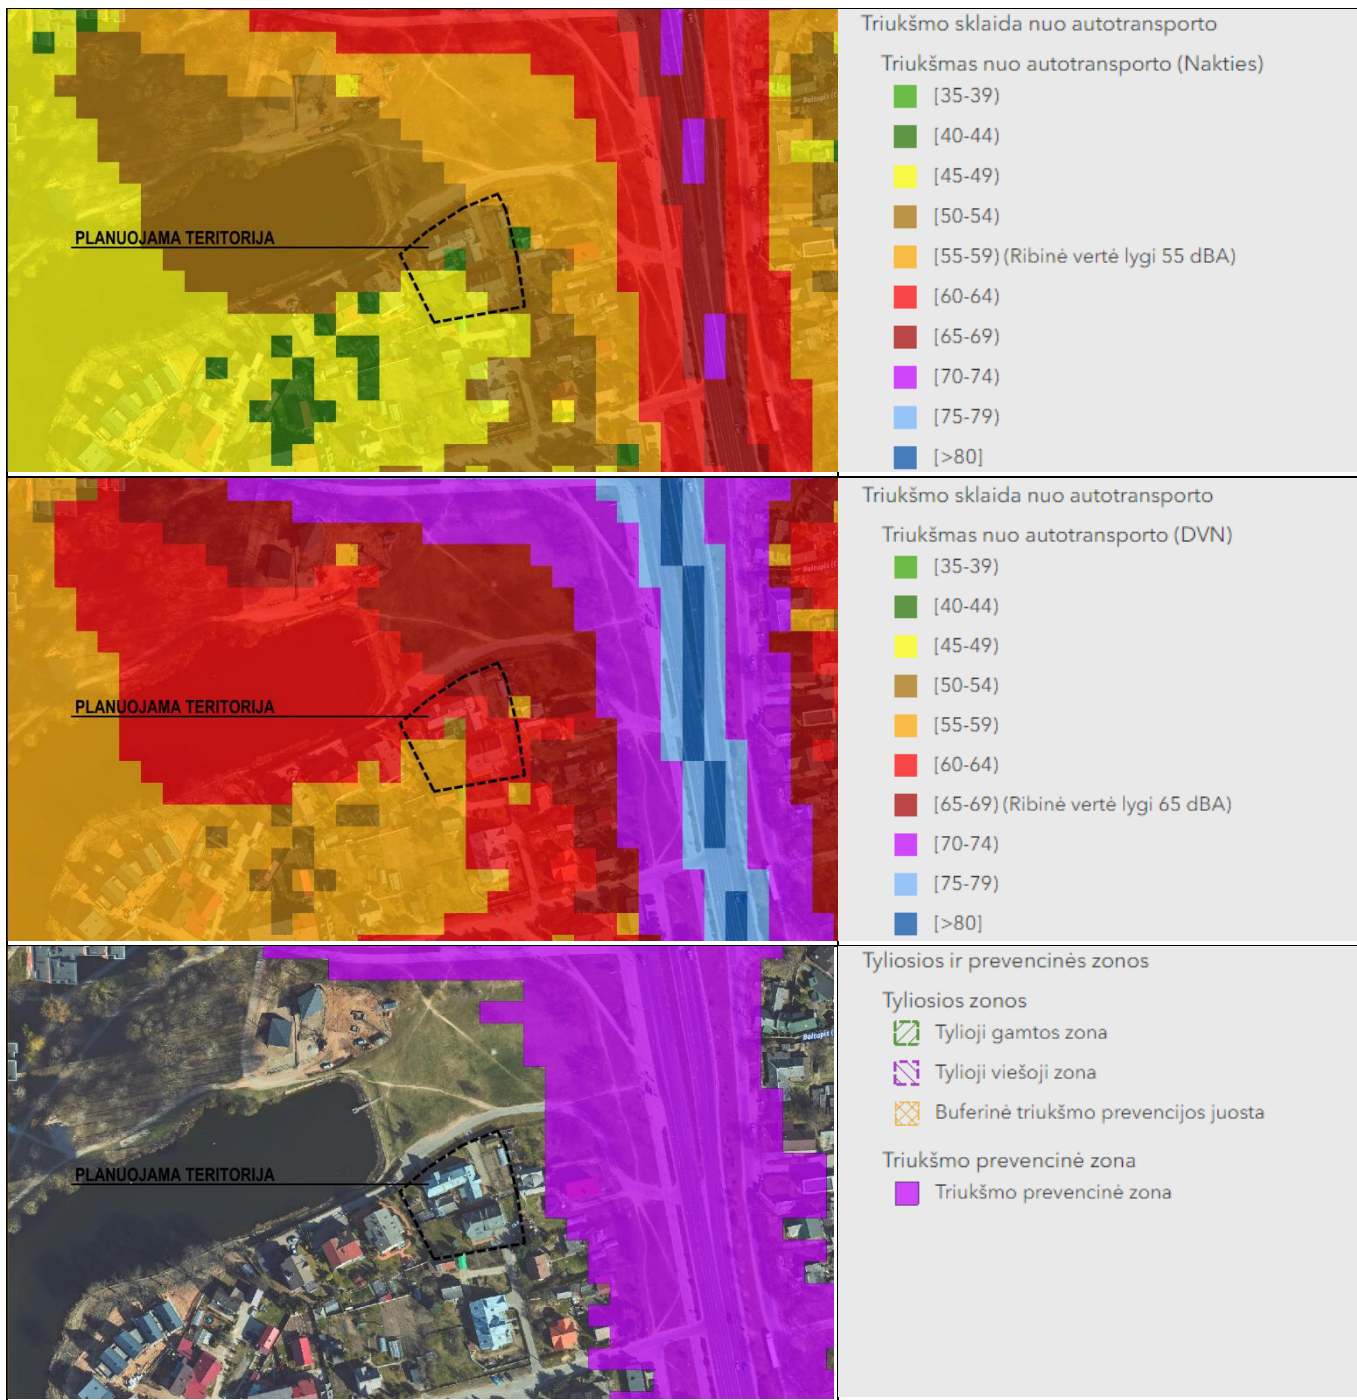 Triukšmo sklaida nuo autotransporto
Triukšmas nuo autotransporto (Nakties)
[35-39)
[40-44)
[45-49)
[50-54)
[55-59) (Ribinė vertė lygi 55 dBA)
[60-64)
[65-69)
[70-74)
[75-79)
[>80]
PLANUOJAMA TERITORIJA
Triukšmo sklaida nuo autotransporto
Triukšmas nuo autotransporto (DVN)
[35-39)
[40-44)
[45-49)
[50-54)
[55-59)
[60-64)
[65-69) (Ribinė vertė lygi 65 dBA)
[70-74)
[75-79)
[>80]
PLANUOJAMA TERITORIJA
Tyliosios ir prevencinės zonos
Tyliosios zonos
Tylioji gamtos zona
Tylioji viešoji zona
Buferinė triukšmo prevencijos juosta
Triukšmo prevencinė zona
Triukšmo prevencinė zona
PLANUOJAMA TERITORIJA